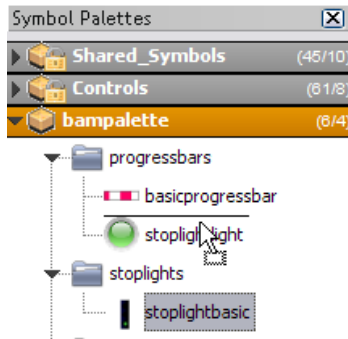 Symbol Palettes
Shared_Symbols (45/10)
Controls (61/8)
bampalette (6/4)
progressbars
basicprogressbar
stoplights
stoplightbasic